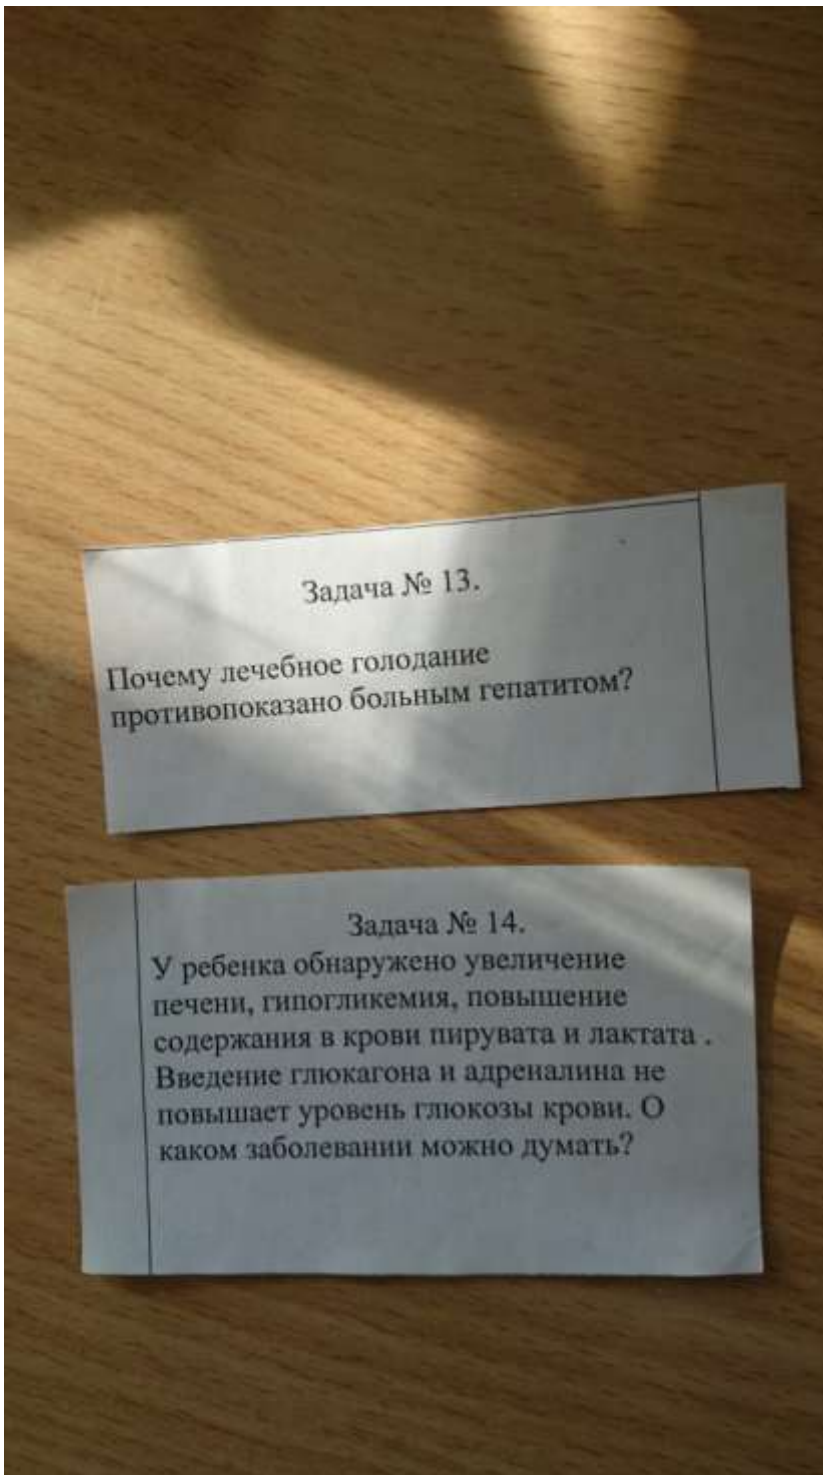 Задача № 13.
Почему лечебное голодание
противопоказано больным гепатитом?
Задача № 14.
У ребенка обнаружено увеличение
печени, гипогликемия, повышение
содержания в крови пирувата и лактата .
Введение глюкагона и адреналина не
повышает уровень глюкозы крови. О
каком заболевании можно думать?